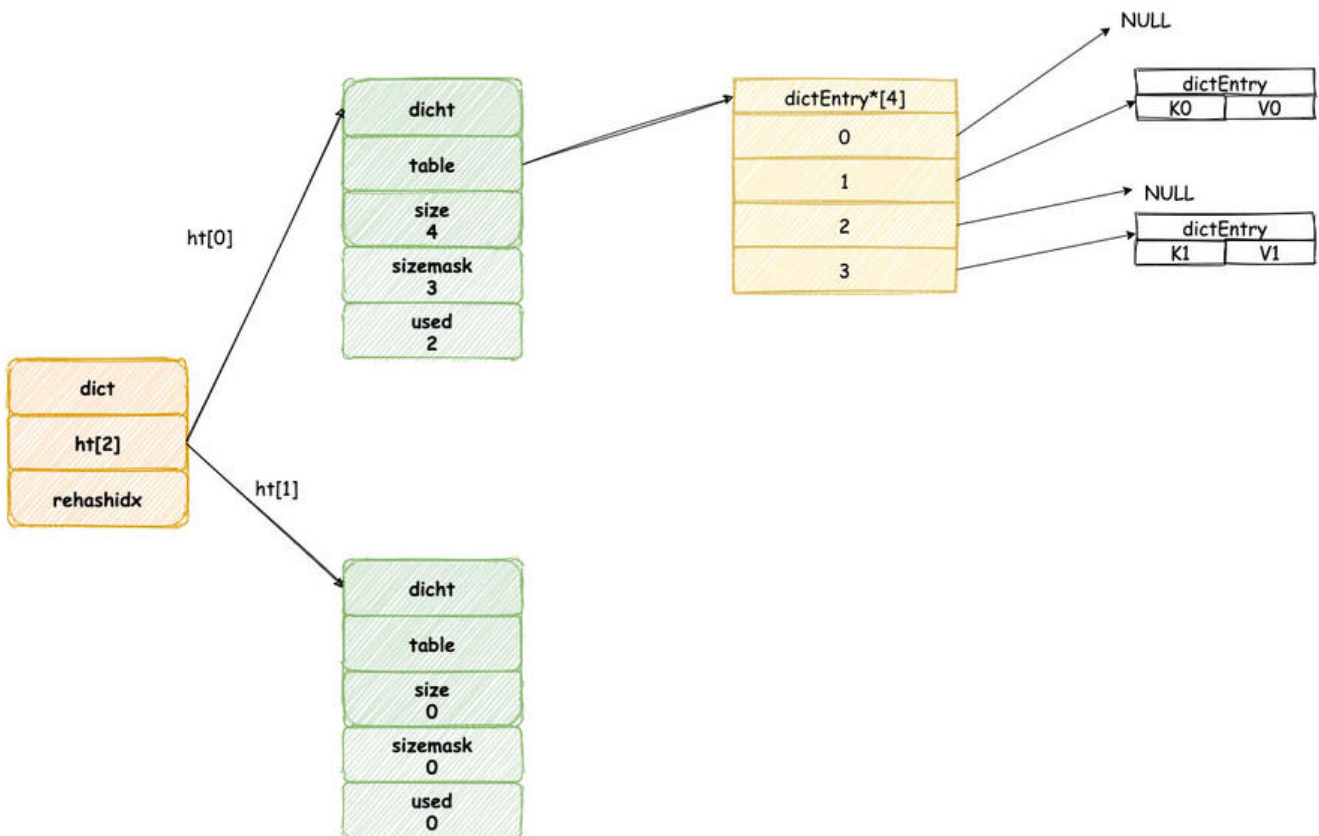 NULL
dicht
table
size
4
sizemask
3
used
2
dictEntry*[4]
0
1
2
3
dictEntry
K0 V0
NULL
dictEntry
K1 V1
ht[0]
dict
ht[2]
rehashidx
ht[1]
dicht
table
size
0
sizemask
0
used
0